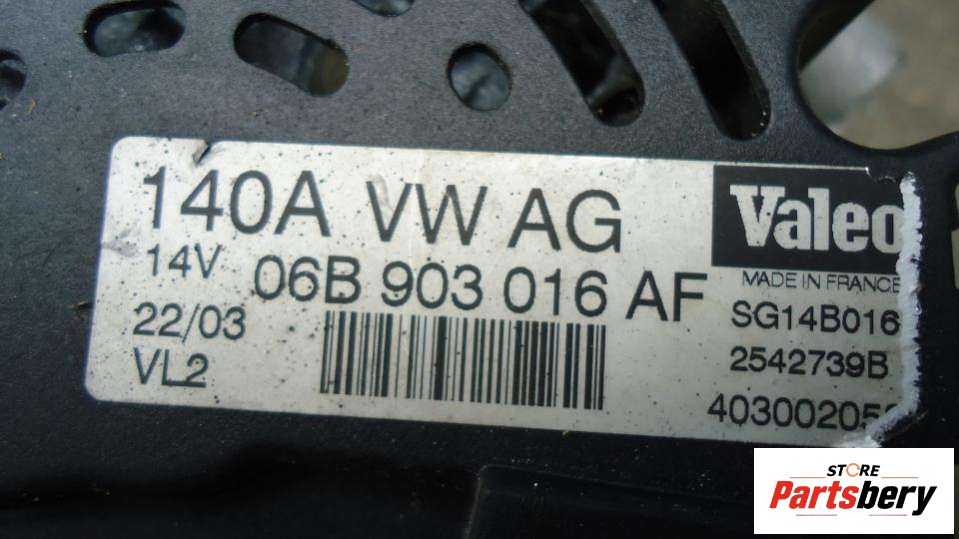 140A VW AG
14V 06B 903 016 AF
22/03
VL2
Valeo
MADE IN FRANCE
SG14B016
2542739B
STORE
Partsbery